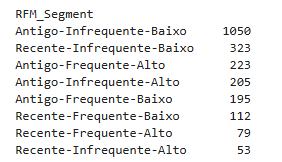 RFM_Segment
Antigo-Infrequente-Baixo 1050
Recente-Infrequente-Baixo 323
Antigo-Frequente-Alto 223
Antigo-Infrequente-Alto 205
Antigo-Frequente-Baixo 195
Recente-Frequente-Baixo 112
Recente-Frequente-Alto 79
Recente-Infrequente-Alto 53